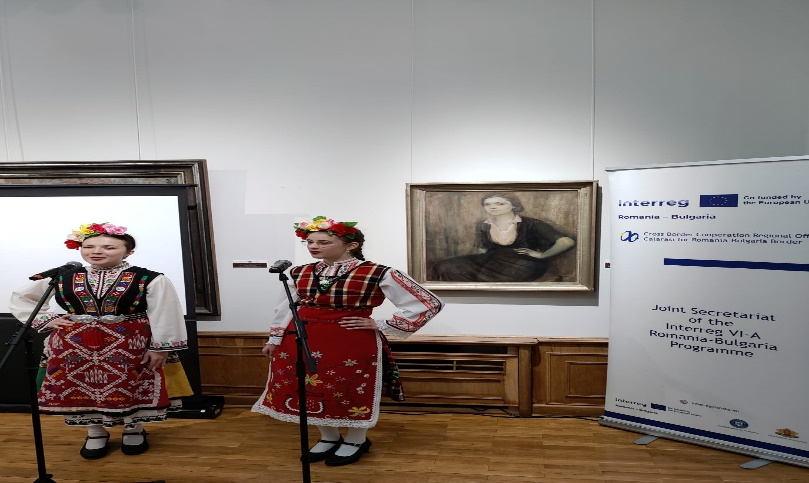 Interreg
Co funded by
the European U
Romania - Bulgaria
Cross Border Cooperation Regional Off
Calarasi for Romania Bulgaria Border
Joint Secretariat
of the
Interreg VI-A
Romania-Bulgaria
Programme
Interreg